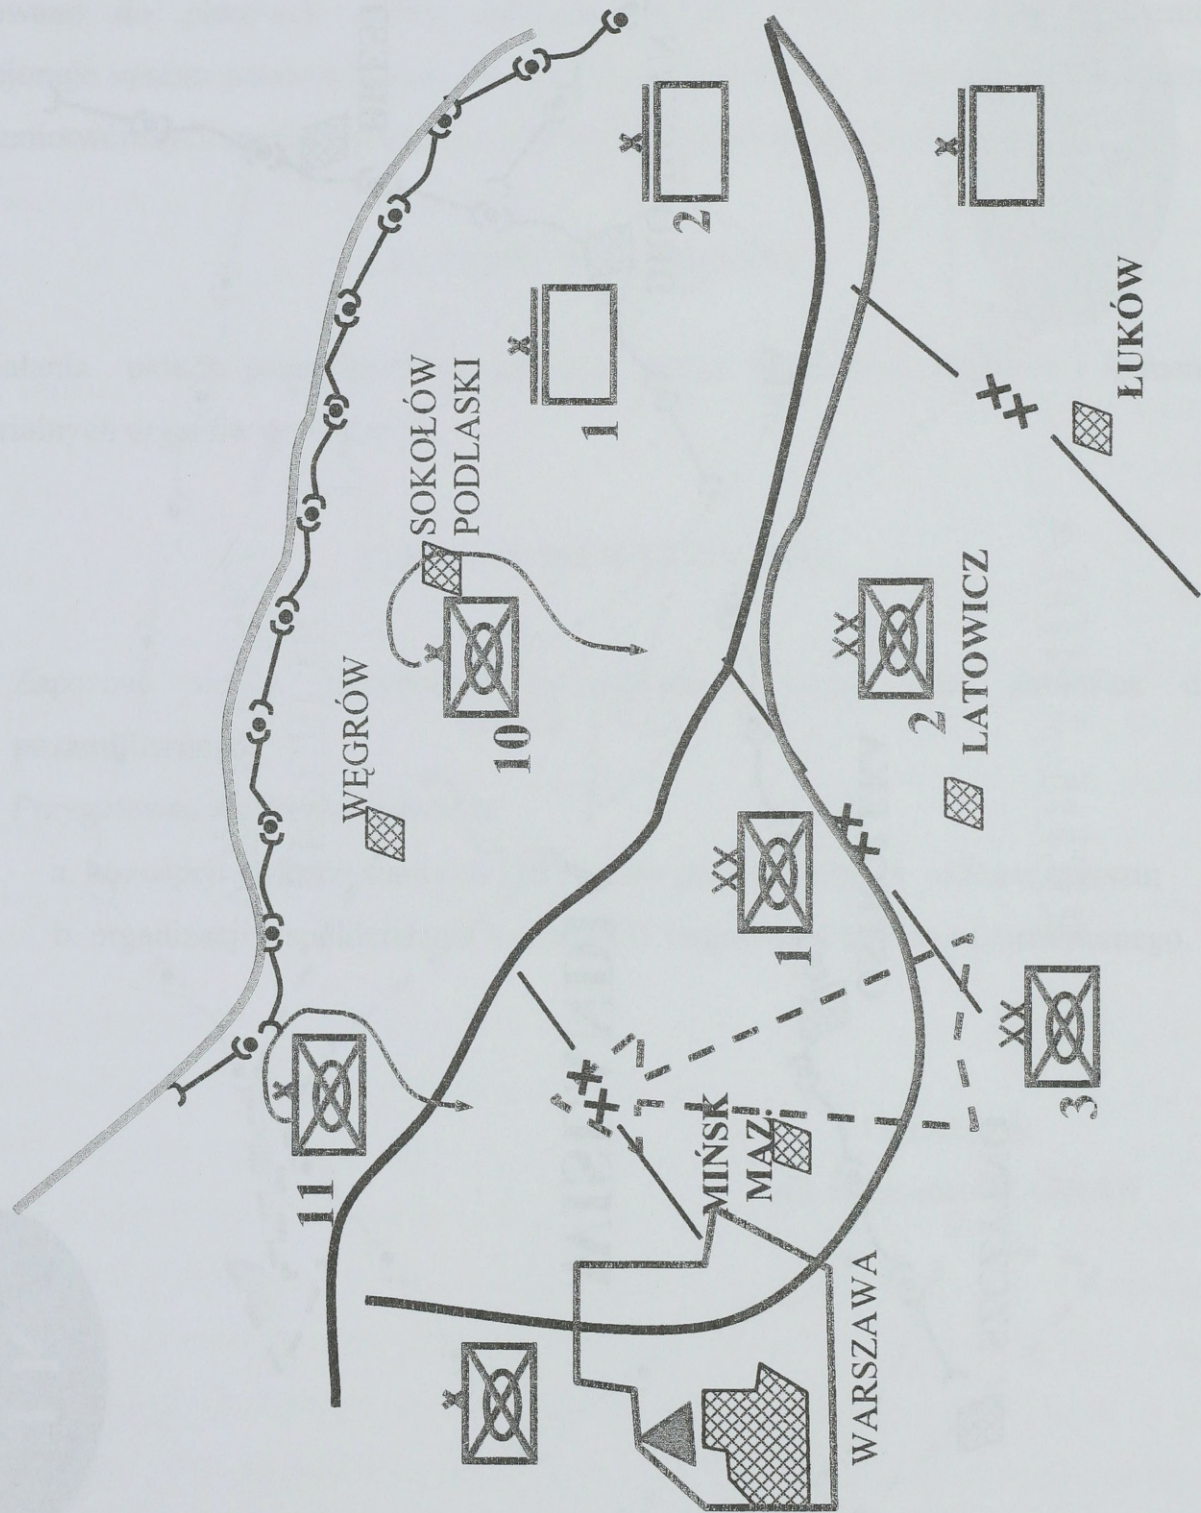 WĘGRÓW
SOKOŁÓW
PODLASKI
1
2
10
11
1
2
3
MIŃSK
MAZ.
LATOWICZ
ŁUKÓW
WARSZAWA